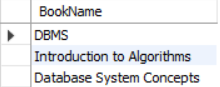 BookName
DBMS
Introduction to Algorithms
Database System Concepts